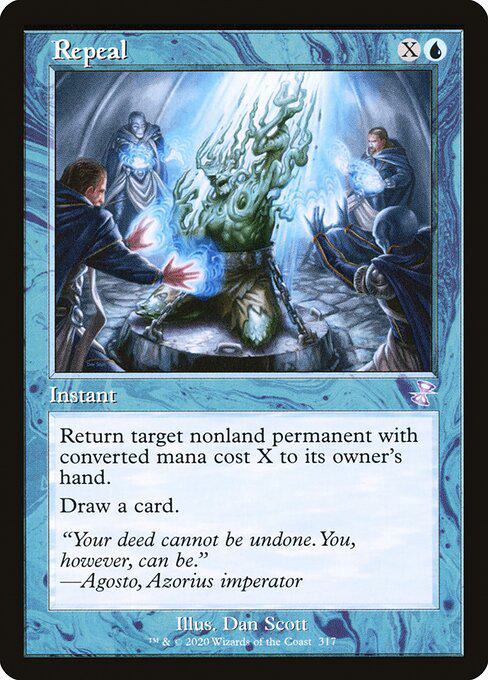 Repeal
X
Instant
Return target nonland permanent with
converted mana cost X to its owner's
hand.
Draw a card.
“Your deed cannot be undone. You,
however, can be.”
—Agosto, Azorius imperator
Illus. Dan Scott
™ & © 2020 Wizards of the Coast 317